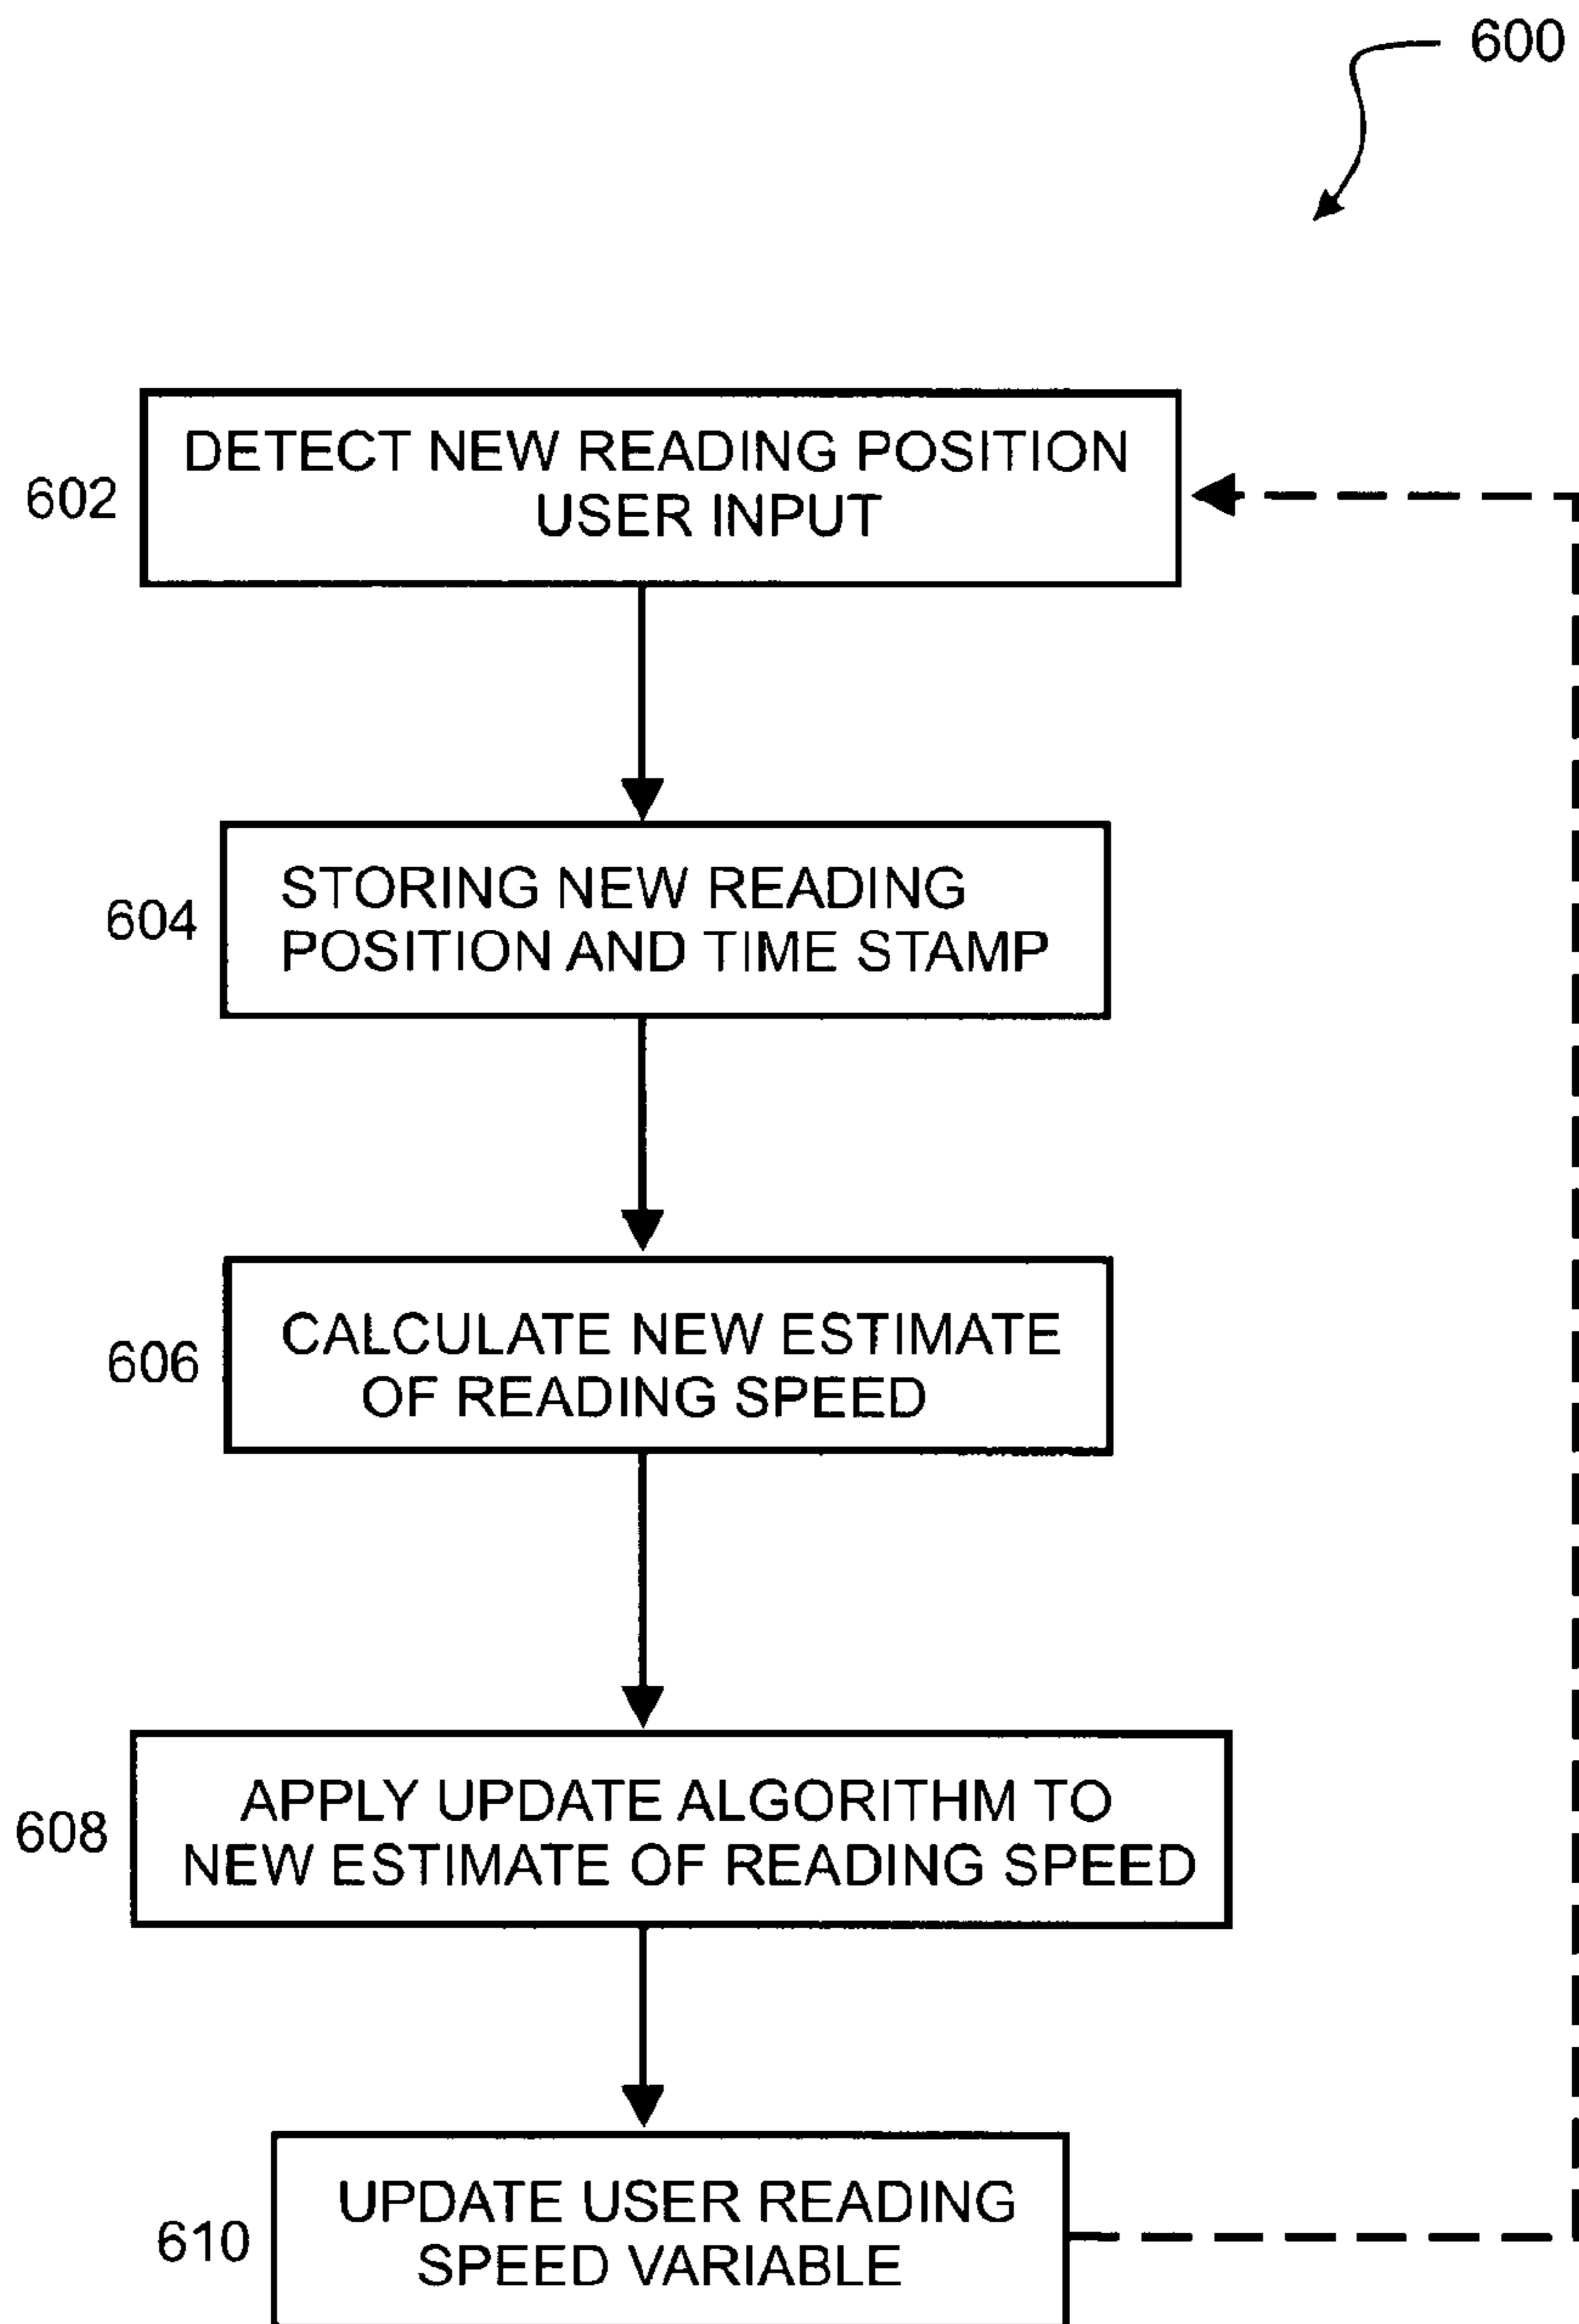 600
602
DETECT NEW READING POSITION
USER INPUT
604
STORING NEW READING
POSITION AND TIME STAMP
606
CALCULATE NEW ESTIMATE
OF READING SPEED
608
APPLY UPDATE ALGORITHM TO
NEW ESTIMATE OF READING SPEED
610
UPDATE USER READING
SPEED VARIABLE